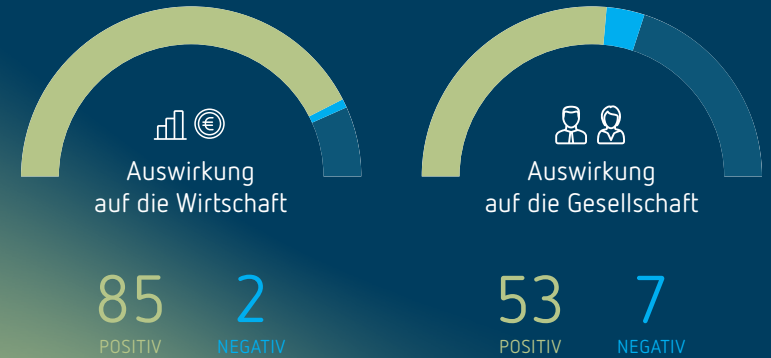 €
Auswirkung
auf die Wirtschaft
85 2
POSITIV NEGATIV
Auswirkung
auf die Gesellschaft
53 7
POSITIV NEGATIV